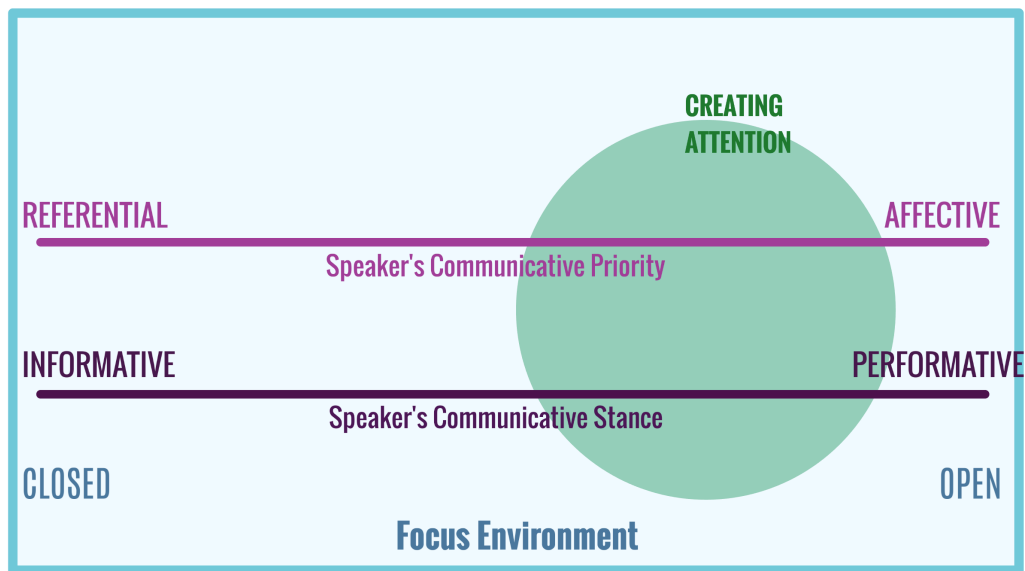 CREATING
ATTENTION
REFERENTIAL
AFFECTIVE
Speaker's Communicative Priority
INFORMATIVE
PERFORMATIVE
Speaker's Communicative Stance
CLOSED
OPEN
Focus Environment